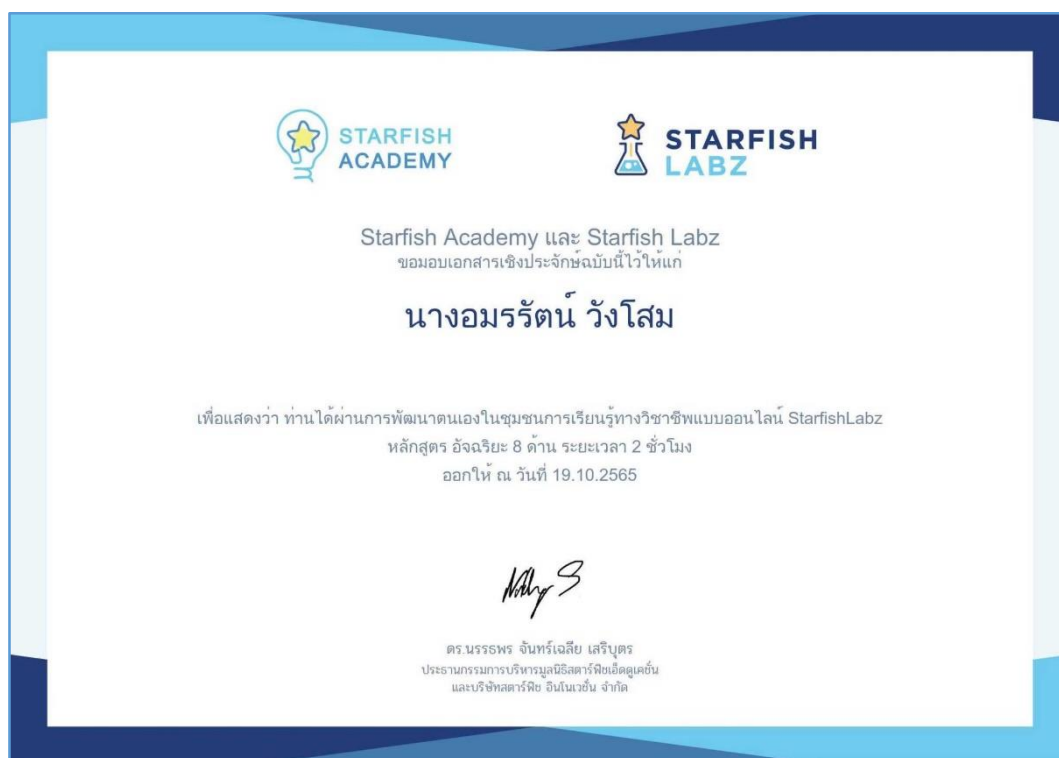 STARFISH
ACADEMY
STARFISH
LABZ
Starfish Academy และ Starfish Labz
ขอมอบเอกสารเชิงประจักษ์ฉบับนี้ไว้ให้แก่
นางอมรรัตน์ วังโสม
เพื่อแสดงว่า ท่านได้ผ่านการพัฒนาตนเองในชุมชนการเรียนรู้ทางวิชาชีพแบบออนไลน์ StarfishLabz
หลักสูตร อัจฉริยะ 8 ด้าน ระยะเวลา 2 ชั่วโมง
ออกให้ ณ วันที่ 19.10.2565
ดร.นรรธพร จันทร์เฉลี่ย เสริบุตร
ประธานกรรมการบริหารมูลนิธิสตาร์ฟิชเอ็ดดูเคชั่น
และบริษัทสตาร์ฟิช อินโนเวชั่น จำกัด